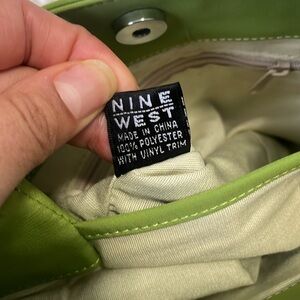 NINE
WEST
MADE IN CHINA
100% POLYESTER
WITH VINYL TRIM